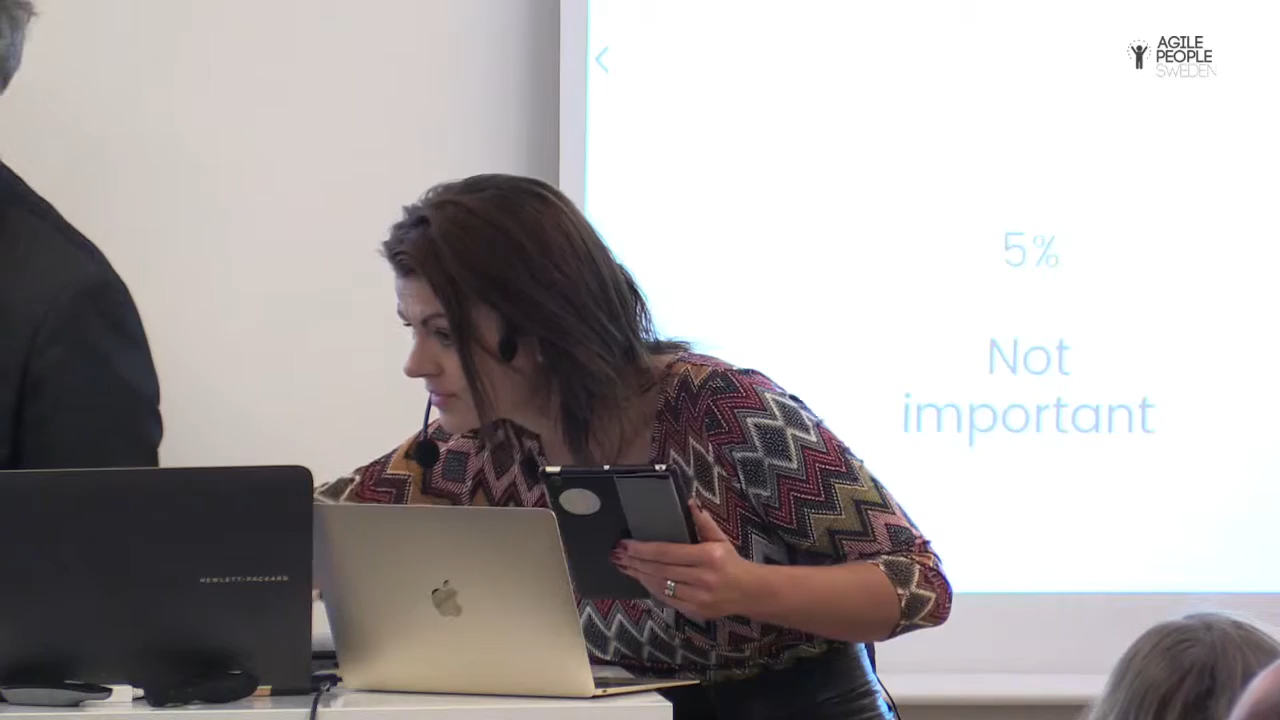 AGILE
PEOPLE
SWEDEN
5%
Not
important
HEWLETT-PACKARD